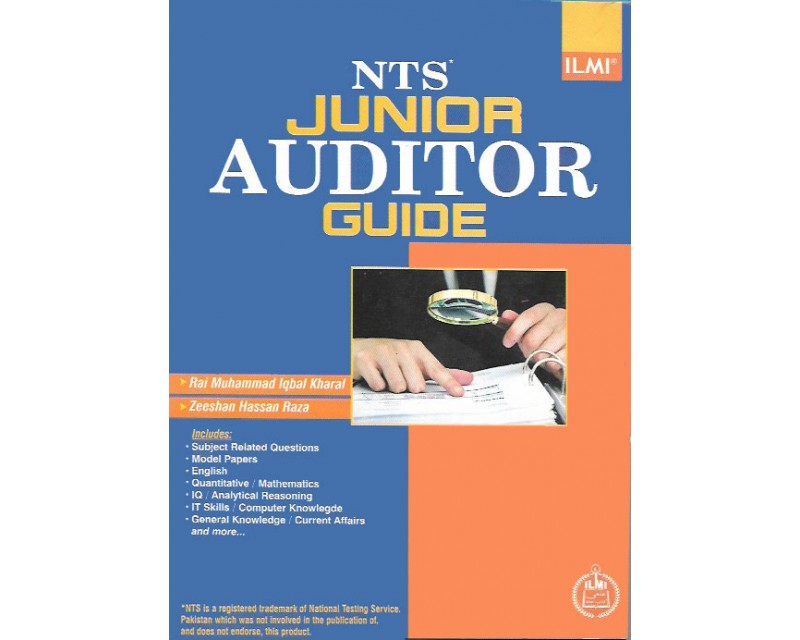 ILMI®
NTS*
JUNIOR
AUDITOR
GUIDE
Rai Muhammad Iqbal Kharal
Zeeshan Hassan Raza
Includes:
• Subject Related Questions
• Model Papers
• English
• Quantitative / Mathematics
• IQ / Analytical Reasoning
• IT Skills / Computer Knowlegde
• General Knowledge / Current Affairs
and more...
ILMI
*NTS is a registered trademark of National Testing Service.
Pakistan which was not involved in the publication of,
and does not endorse, this product.